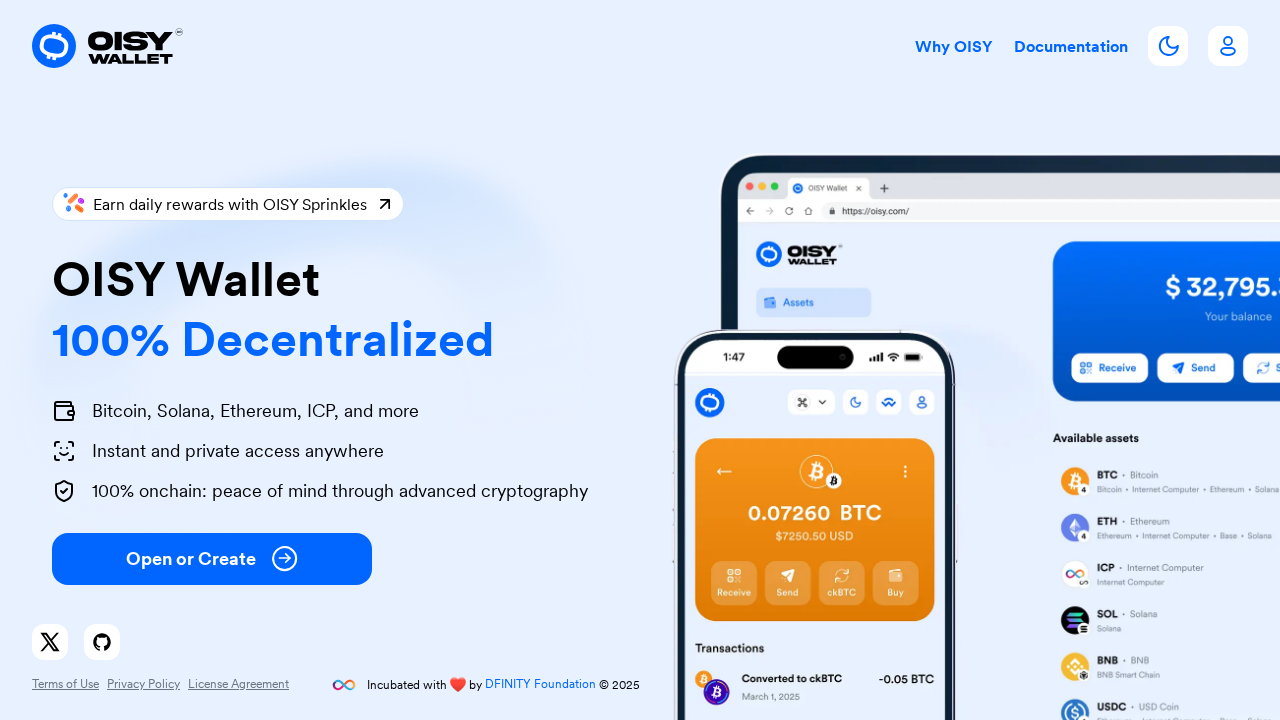 OISY
WALLET
Why OISY
Documentation
Earn daily rewards with OISY Sprinkles
OISY Wallet
100% Decentralized
Bitcoin, Solana, Ethereum, ICP, and more
Instant and private access anywhere
100% onchain: peace of mind through advanced cryptography
Open or Create
Terms of Use
Privacy Policy
License Agreement
Incubated with ❤️ by DFINITY Foundation © 2025
OISY Wallet
https://oisy.com/
OISY
WALLET
Assets
$ 32,795.
Your balance
Receive
Send
Available assets
BTC • Bitcoin
Bitcoin • Internet Computer • Ethereum • Solana
ETH • Ethereum
Ethereum • Internet Computer • Base • Solana
ICP • Internet Computer
Internet Computer
SOL • Solana
Solana
BNB • BNB
BNB Smart Chain
USDC • USD Coin
1:47
0.07260 BTC
$7250.50 USD
Receive
Send
ckBTC
Buy
Transactions
Converted to ckBTC
-0.05 BTC
March 1, 2025